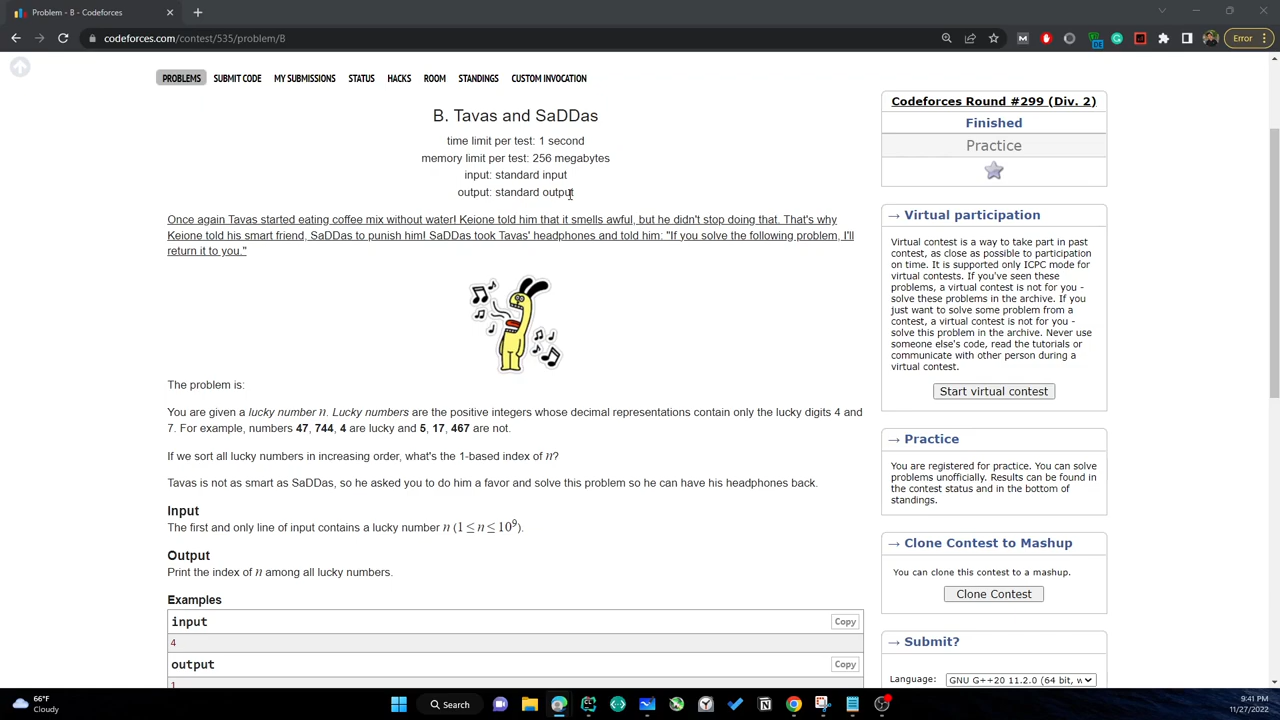 Problem - B - Codeforces
codeforces.com/contest/535/problem/B
Error
PROBLEMS SUBMIT CODE MY SUBMISSIONS STATUS HACKS ROOM STANDINGS CUSTOM INVOCATION
B. Tavas and SaDDas
time limit per test: 1 second
memory limit per test: 256 megabytes
input: standard input
output: standard output
Once again Tavas started eating coffee mix without water! Keione told him that it smells awful, but he didn't stop doing that. That's why
Keione told his smart friend, SaDDas to punish him! SaDDas took Tavas' headphones and told him: "If you solve the following problem, I'll
return it to you."
The problem is:
You are given a lucky number n. Lucky numbers are the positive integers whose decimal representations contain only the lucky digits 4 and
7. For example, numbers 47, 744, 4 are lucky and 5, 17, 467 are not.
If we sort all lucky numbers in increasing order, what's the 1-based index of n?
Tavas is not as smart as SaDDas, so he asked you to do him a favor and solve this problem so he can have his headphones back.
Input
The first and only line of input contains a lucky number n (1 ≤ n ≤ 10⁹).
Output
Print the index of n among all lucky numbers.
Examples
input
Copy
4
output
Copy
1
Codeforces Round #299 (Div. 2)
Finished
Practice
→ Virtual participation
Virtual contest is a way to take part in past
contest, as close as possible to participation
on time. It is supported only ICPC mode for
virtual contests. If you've seen these
problems, a virtual contest is not for you -
solve these problems in the archive. If you
just want to solve some problem from a
contest, a virtual contest is not for you -
solve this problem in the archive. Never use
someone else's code, read the tutorials or
communicate with other person during a
virtual contest.
Start virtual contest
→ Practice
You are registered for practice. You can solve
problems unofficially. Results can be found in
the contest status and in the bottom of
standings.
→ Clone Contest to Mashup
You can clone this contest to a mashup.
Clone Contest
→ Submit?
Language: GNU G++20 11.2.0 (64 bit, w
66°F
Cloudy
Search
9:41 PM
11/27/2022